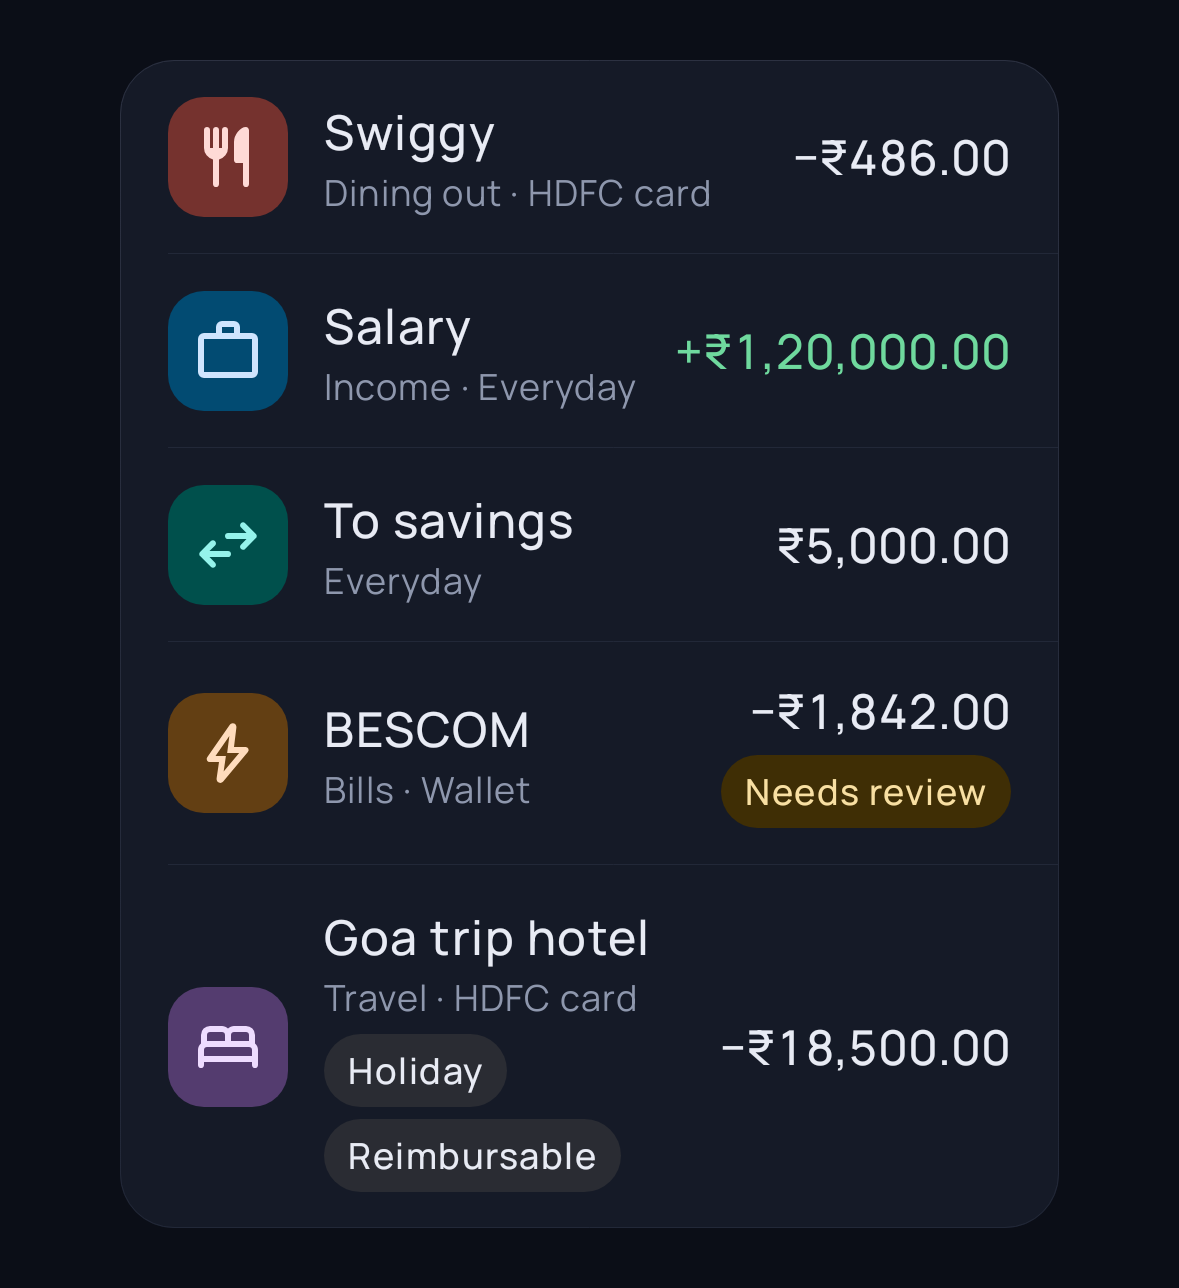 Swiggy
−₹486.00
Dining out · HDFC card
Salary
+₹1,20,000.00
Income · Everyday
To savings
₹5,000.00
Everyday
BESCOM
−₹1,842.00
Bills · Wallet
Needs review
Goa trip hotel
Travel · HDFC card
−₹18,500.00
Holiday
Reimbursable